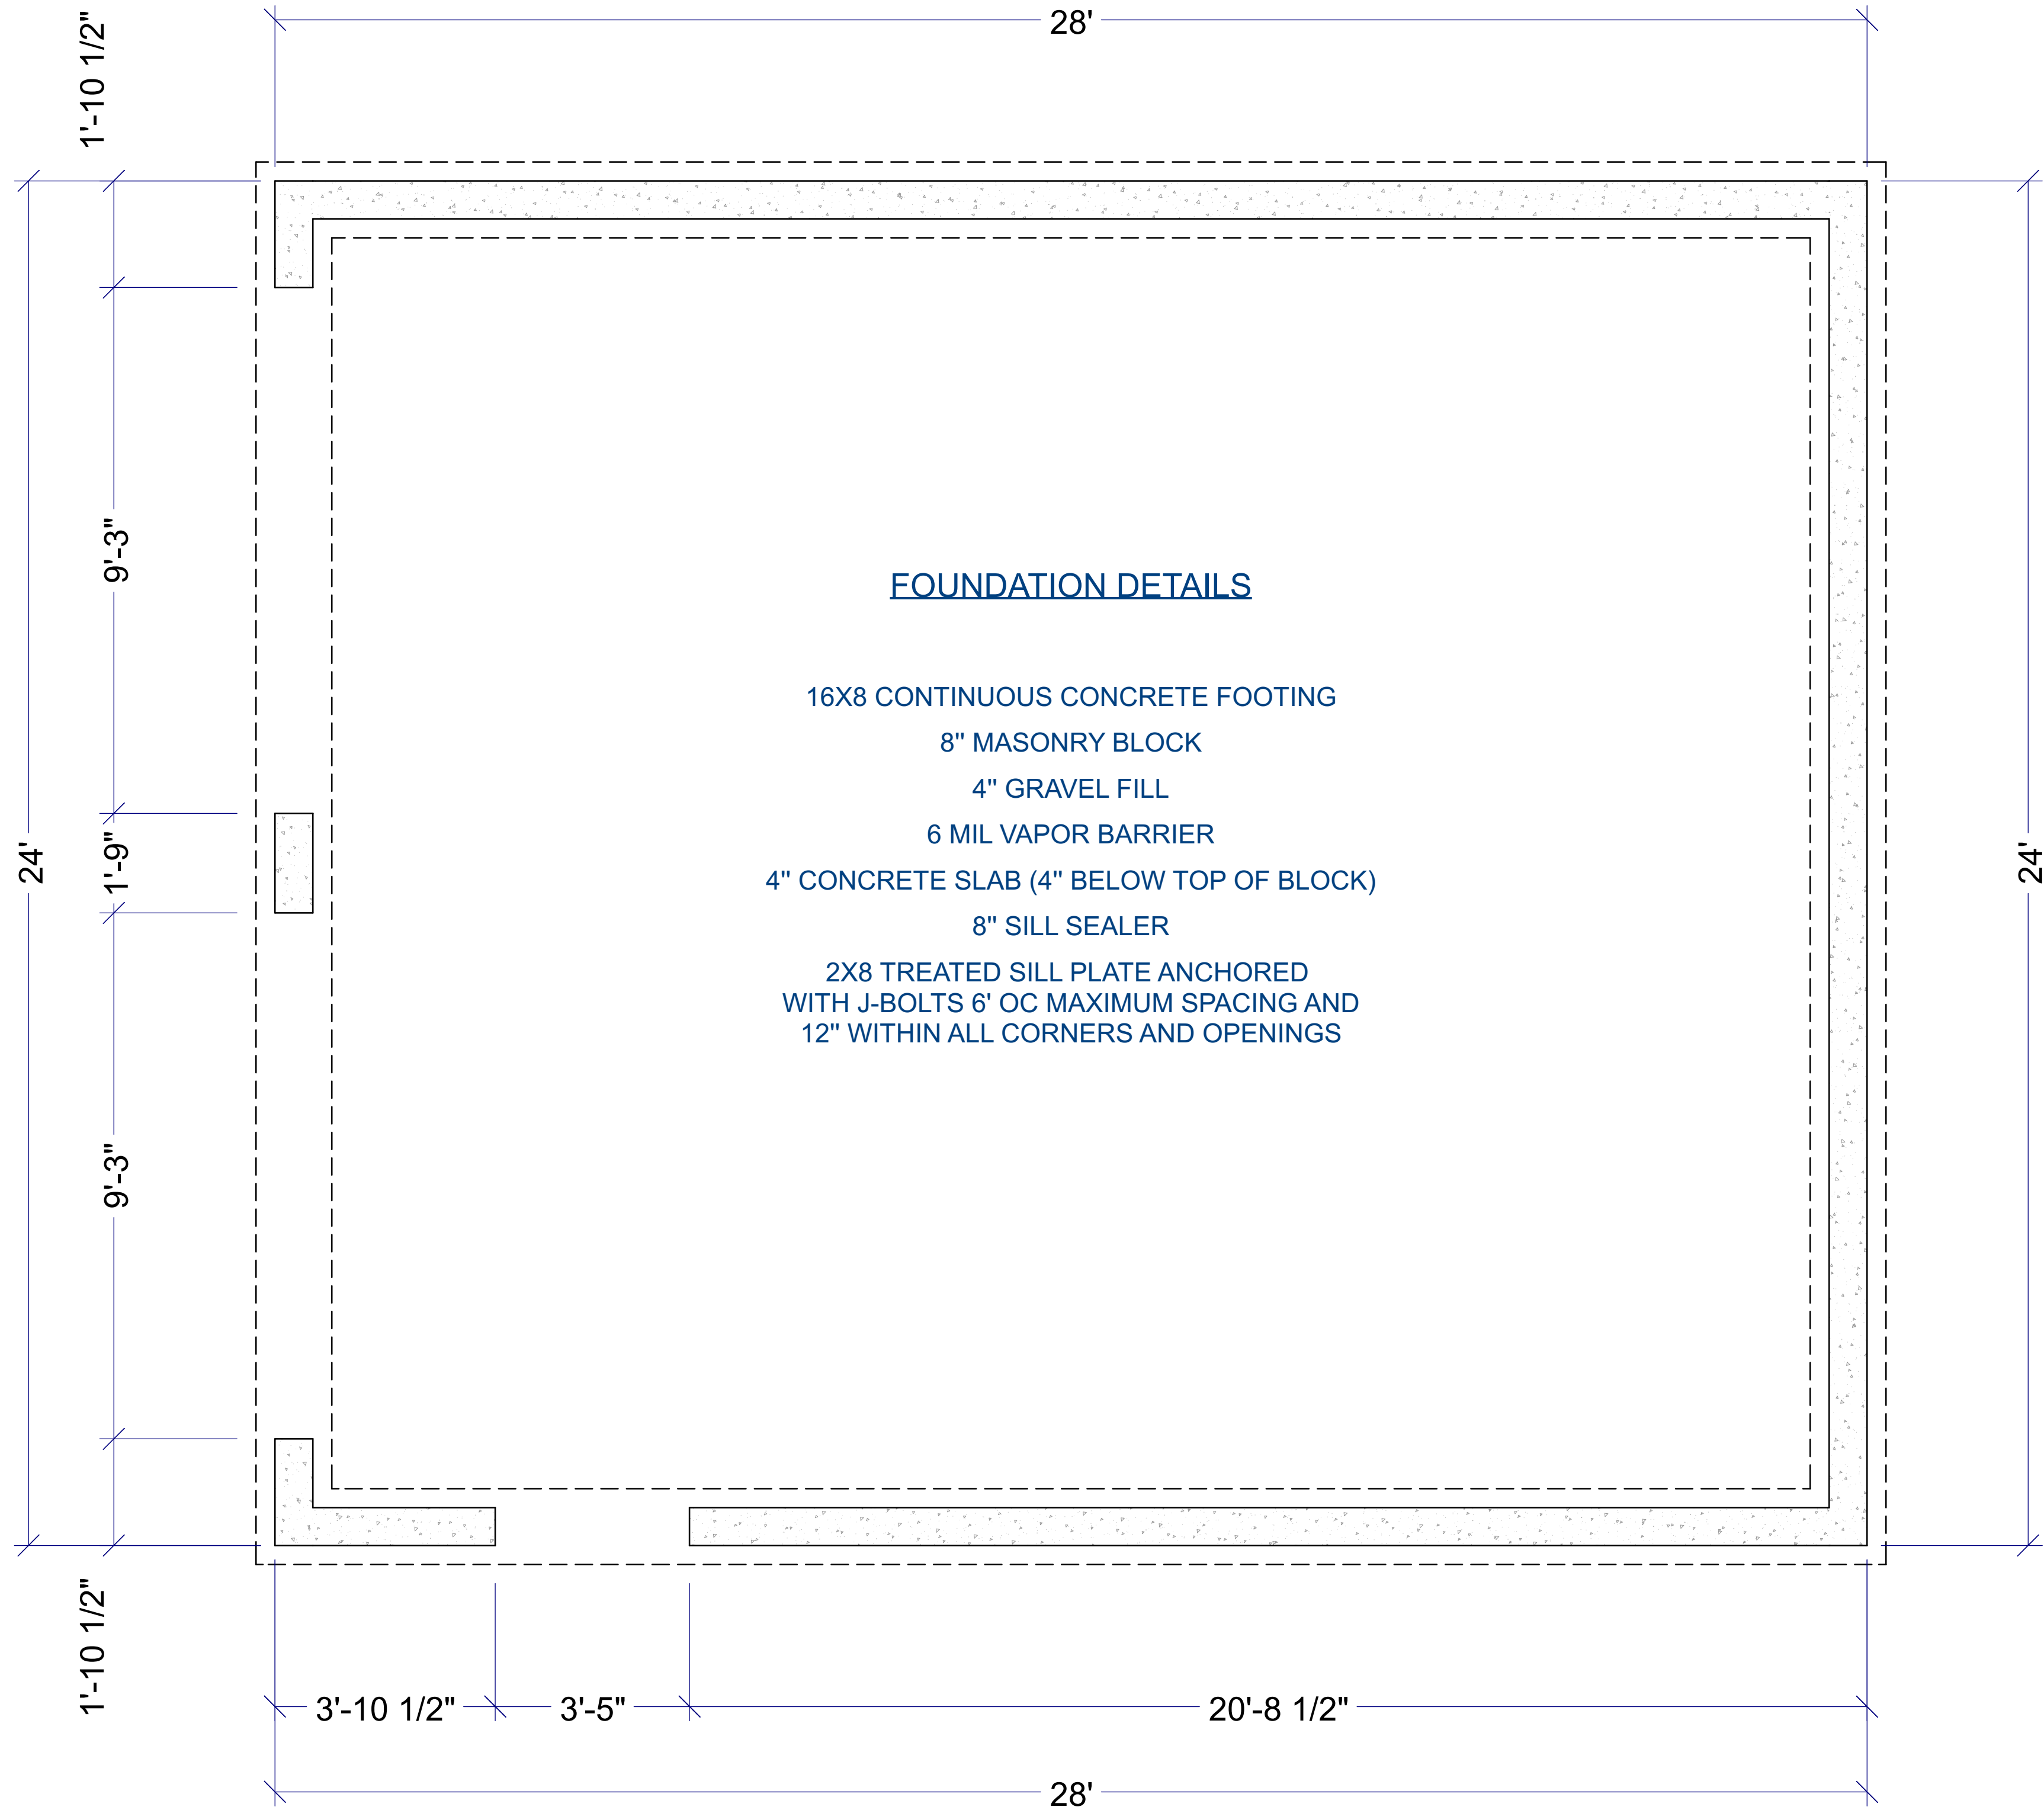 28'
1'-10 1/2"
9'-3"
24'
1'-9"
24'
9'-3"
1'-10 1/2"
FOUNDATION DETAILS
16X8 CONTINUOUS CONCRETE FOOTING
8" MASONRY BLOCK
4" GRAVEL FILL
6 MIL VAPOR BARRIER
4" CONCRETE SLAB (4" BELOW TOP OF BLOCK)
8" SILL SEALER
2X8 TREATED SILL PLATE ANCHORED
WITH J-BOLTS 6' OC MAXIMUM SPACING AND
12" WITHIN ALL CORNERS AND OPENINGS
3'-10 1/2"
3'-5"
20'-8 1/2"
28'